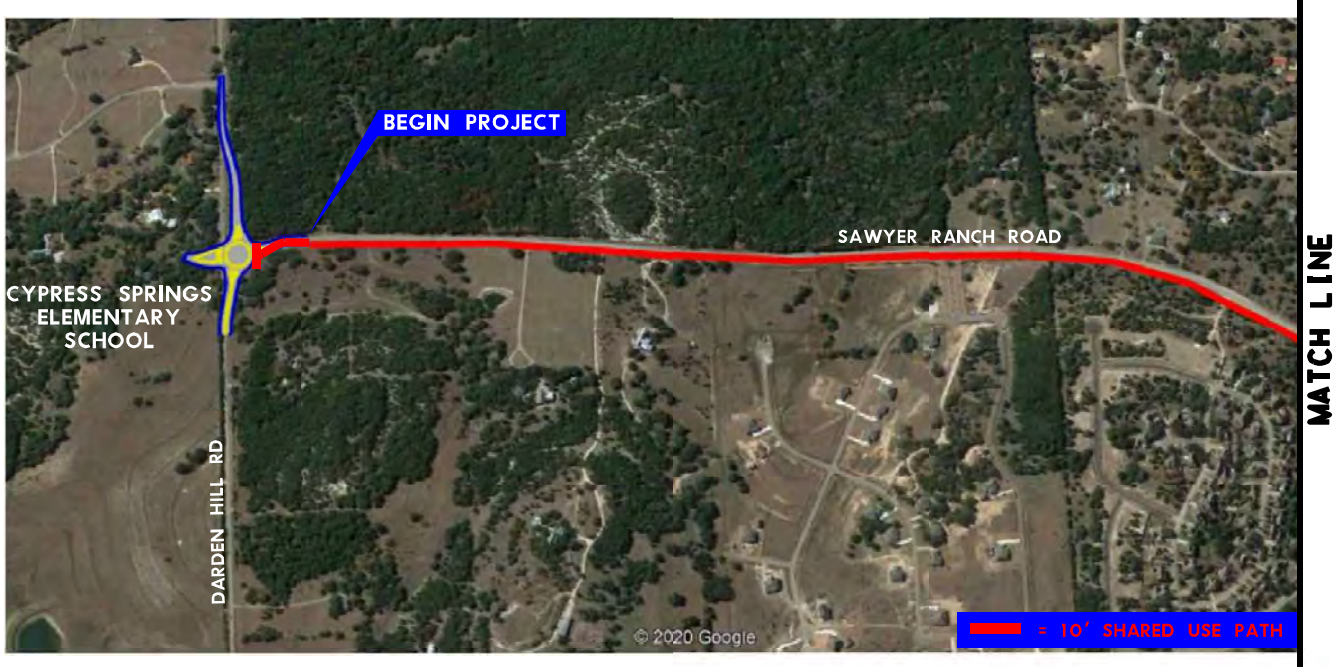 BEGIN PROJECT
SAWYER RANCH ROAD
CYPRESS SPRINGS
ELEMENTARY
SCHOOL
DARDEN HILL RD
MATCH LINE
© 2020 Google
= 10' SHARED USE PATH